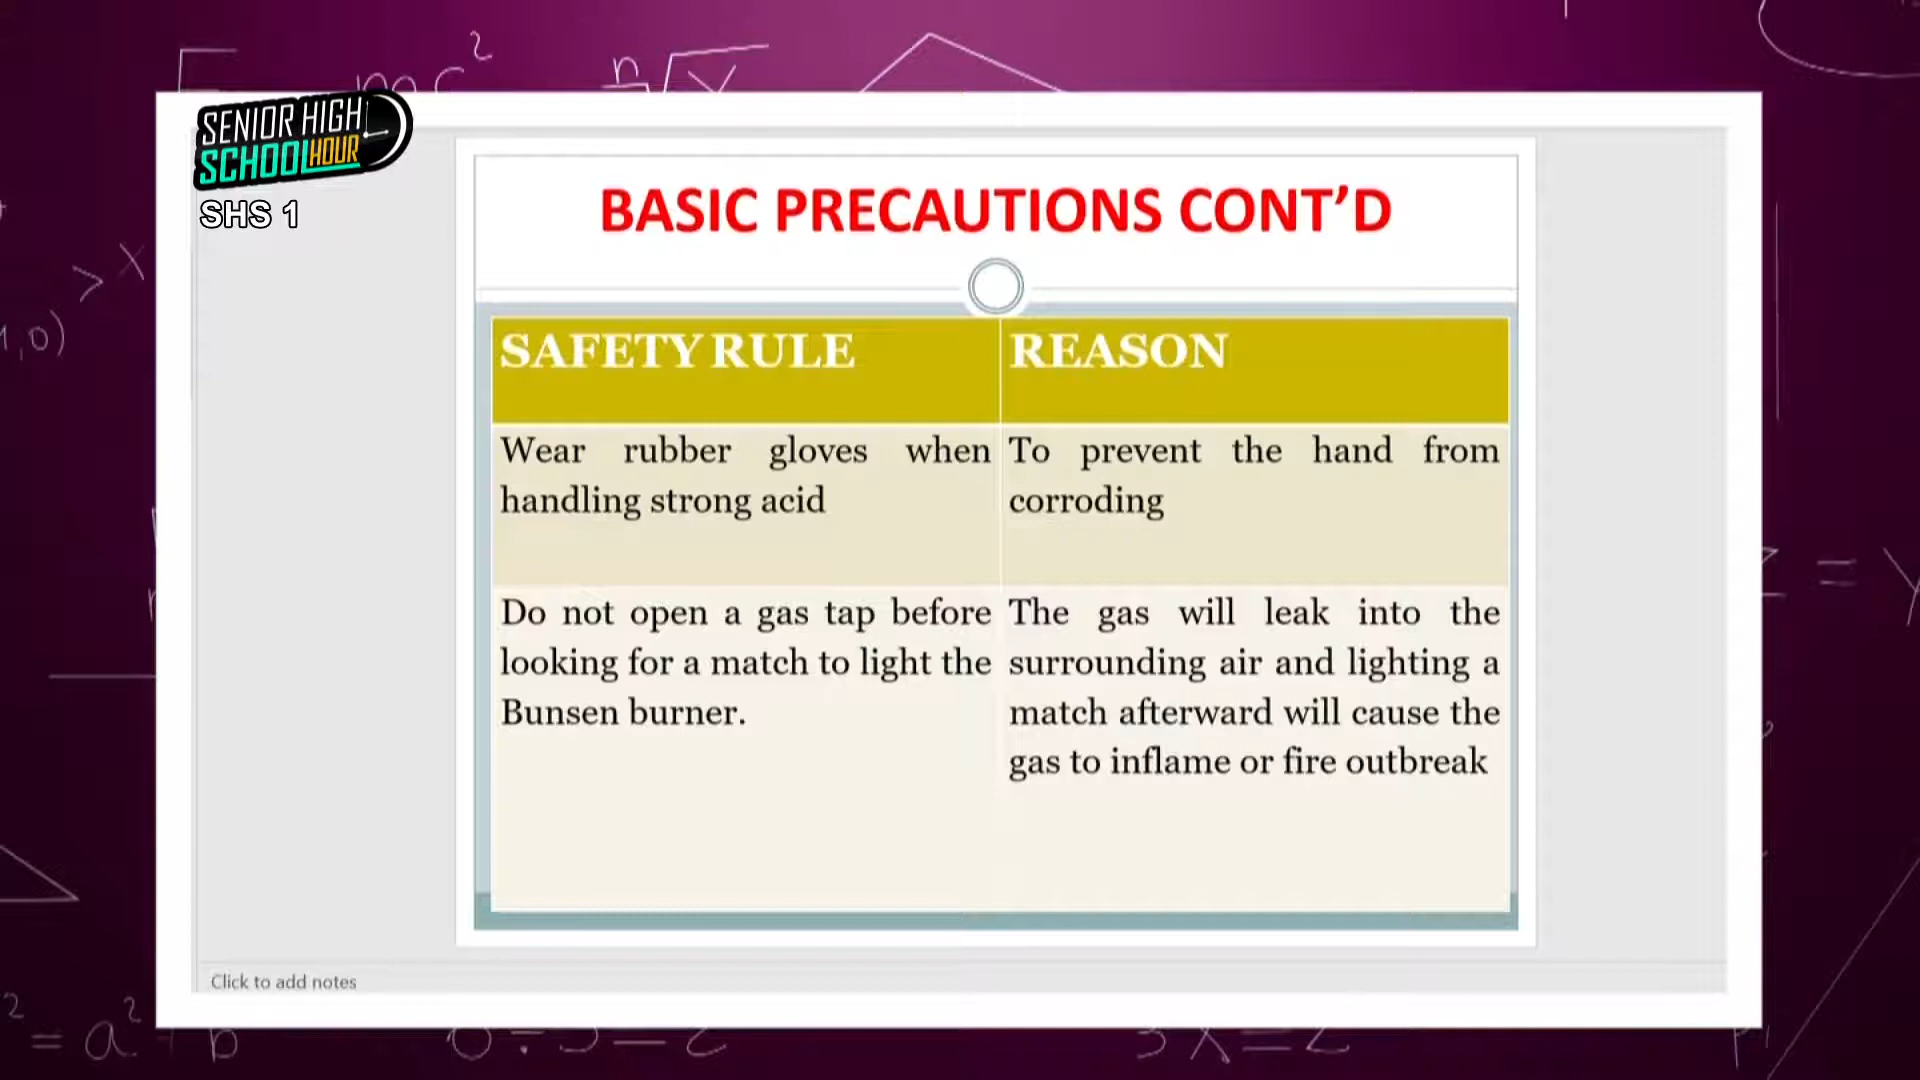 mc²
n√x
SENIOR HIGH
SCHOOL HOUR
SHS 1
BASIC PRECAUTIONS CONT'D
> x
1,0)
SAFETY RULE
REASON
Wear rubber gloves when
handling strong acid
To prevent the hand from
corroding
Do not open a gas tap before
looking for a match to light the
Bunsen burner.
The gas will leak into the
surrounding air and lighting a
match afterward will cause the
gas to inflame or fire outbreak
Click to add notes